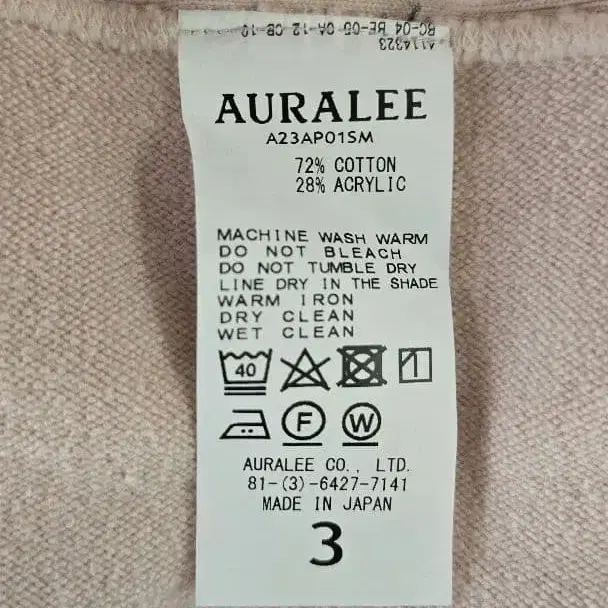 AURALEE
A23AP01SM
72% COTTON
28% ACRYLIC
MACHINE WASH WARM
DO NOT BLEACH
DO NOT TUMBLE DRY
LINE DRY IN THE SHADE
WARM IRON
DRY CLEAN
WET CLEAN
40
F W
AURALEE CO., LTD.
81-(3)-6427-7141
MADE IN JAPAN
3